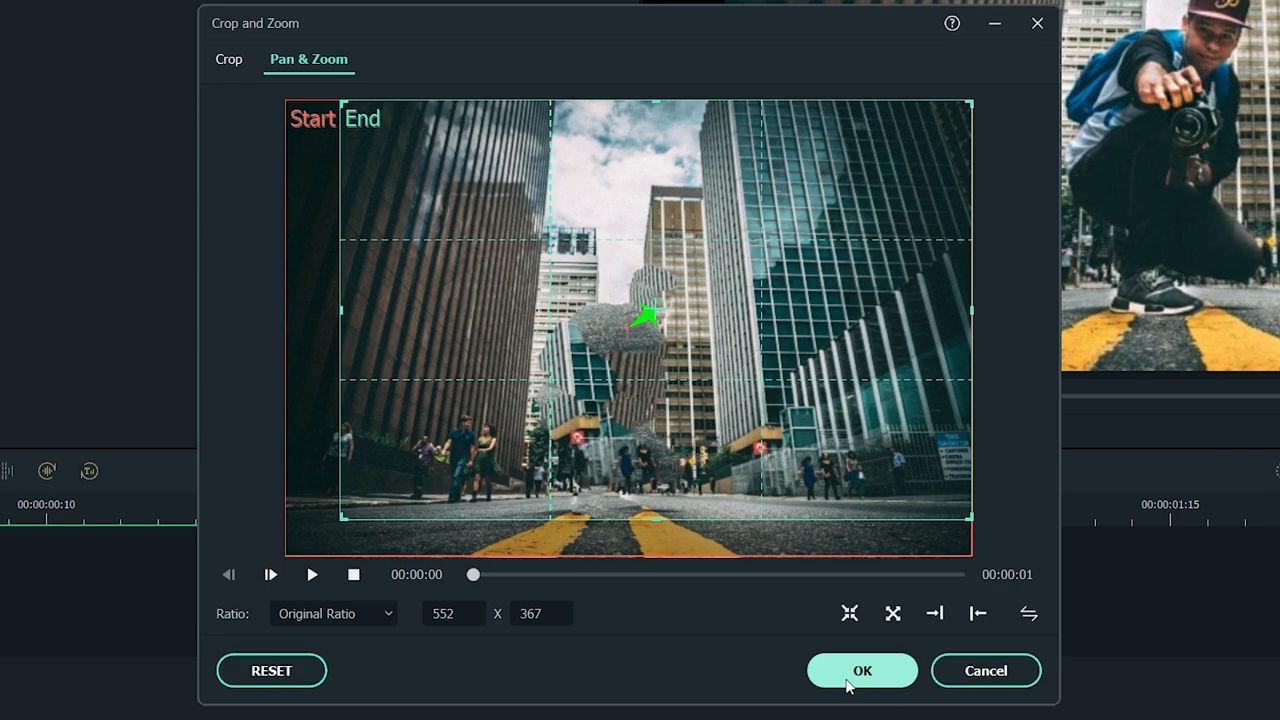 Crop and Zoom
Crop
Pan & Zoom
Start
End
00:00:00:10
00:00:01:15
00:00:00
00:00:01
Ratio:
Original Ratio
552
X
367
RESET
OK
Cancel